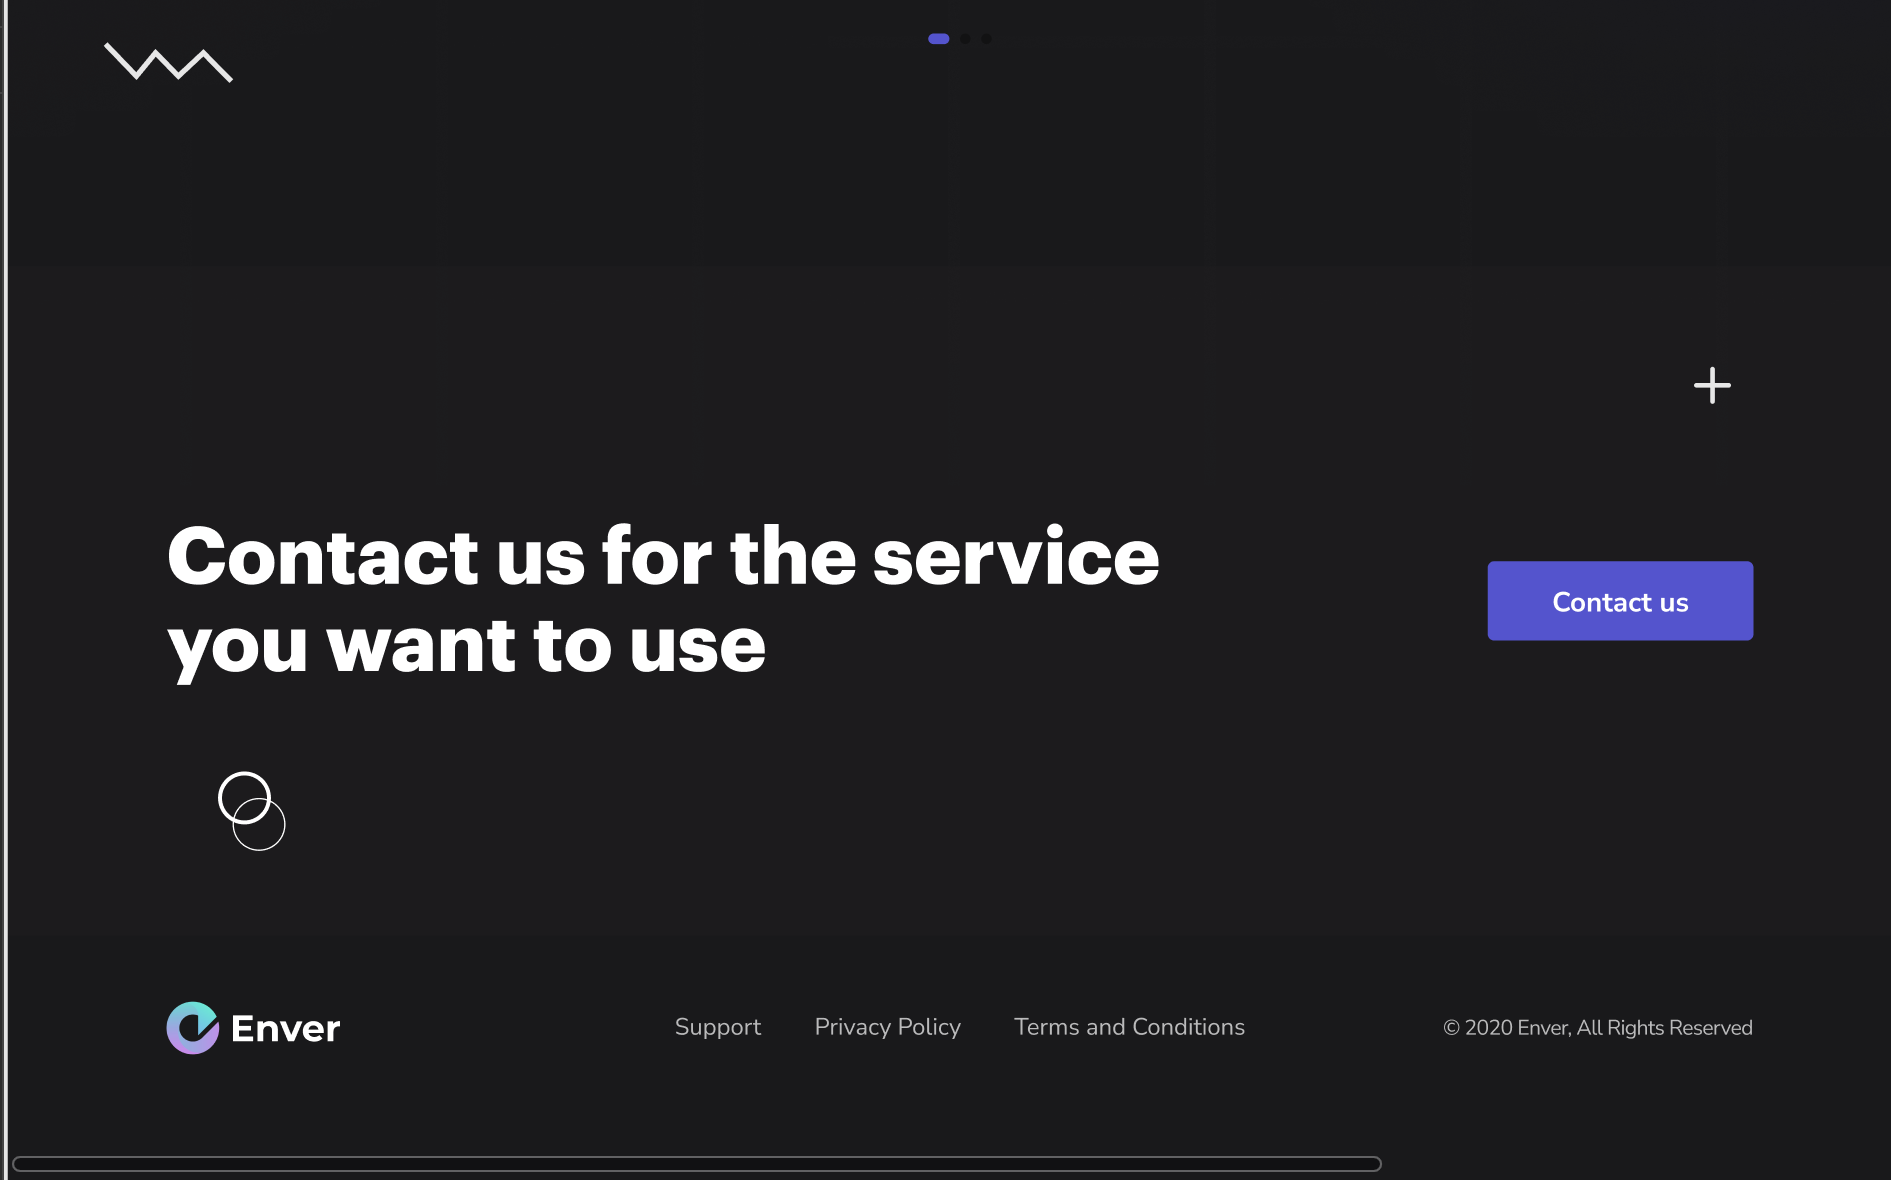 Contact us for the service
you want to use
Contact us
Enver
Support
Privacy Policy
Terms and Conditions
© 2020 Enver, All Rights Reserved